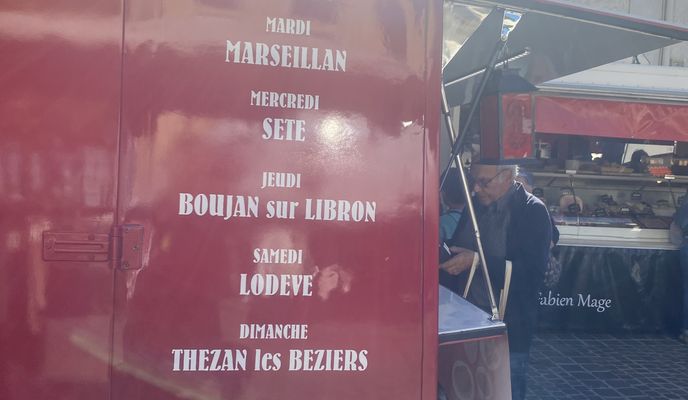 MARDI
MARSEILLAN
MERCREDI
SETE
JEUDI
BOUJAN sur LIBRON
SAMEDI
LODEVE
DIMANCHE
THEZAN les BEZIERS
Fabien Mage